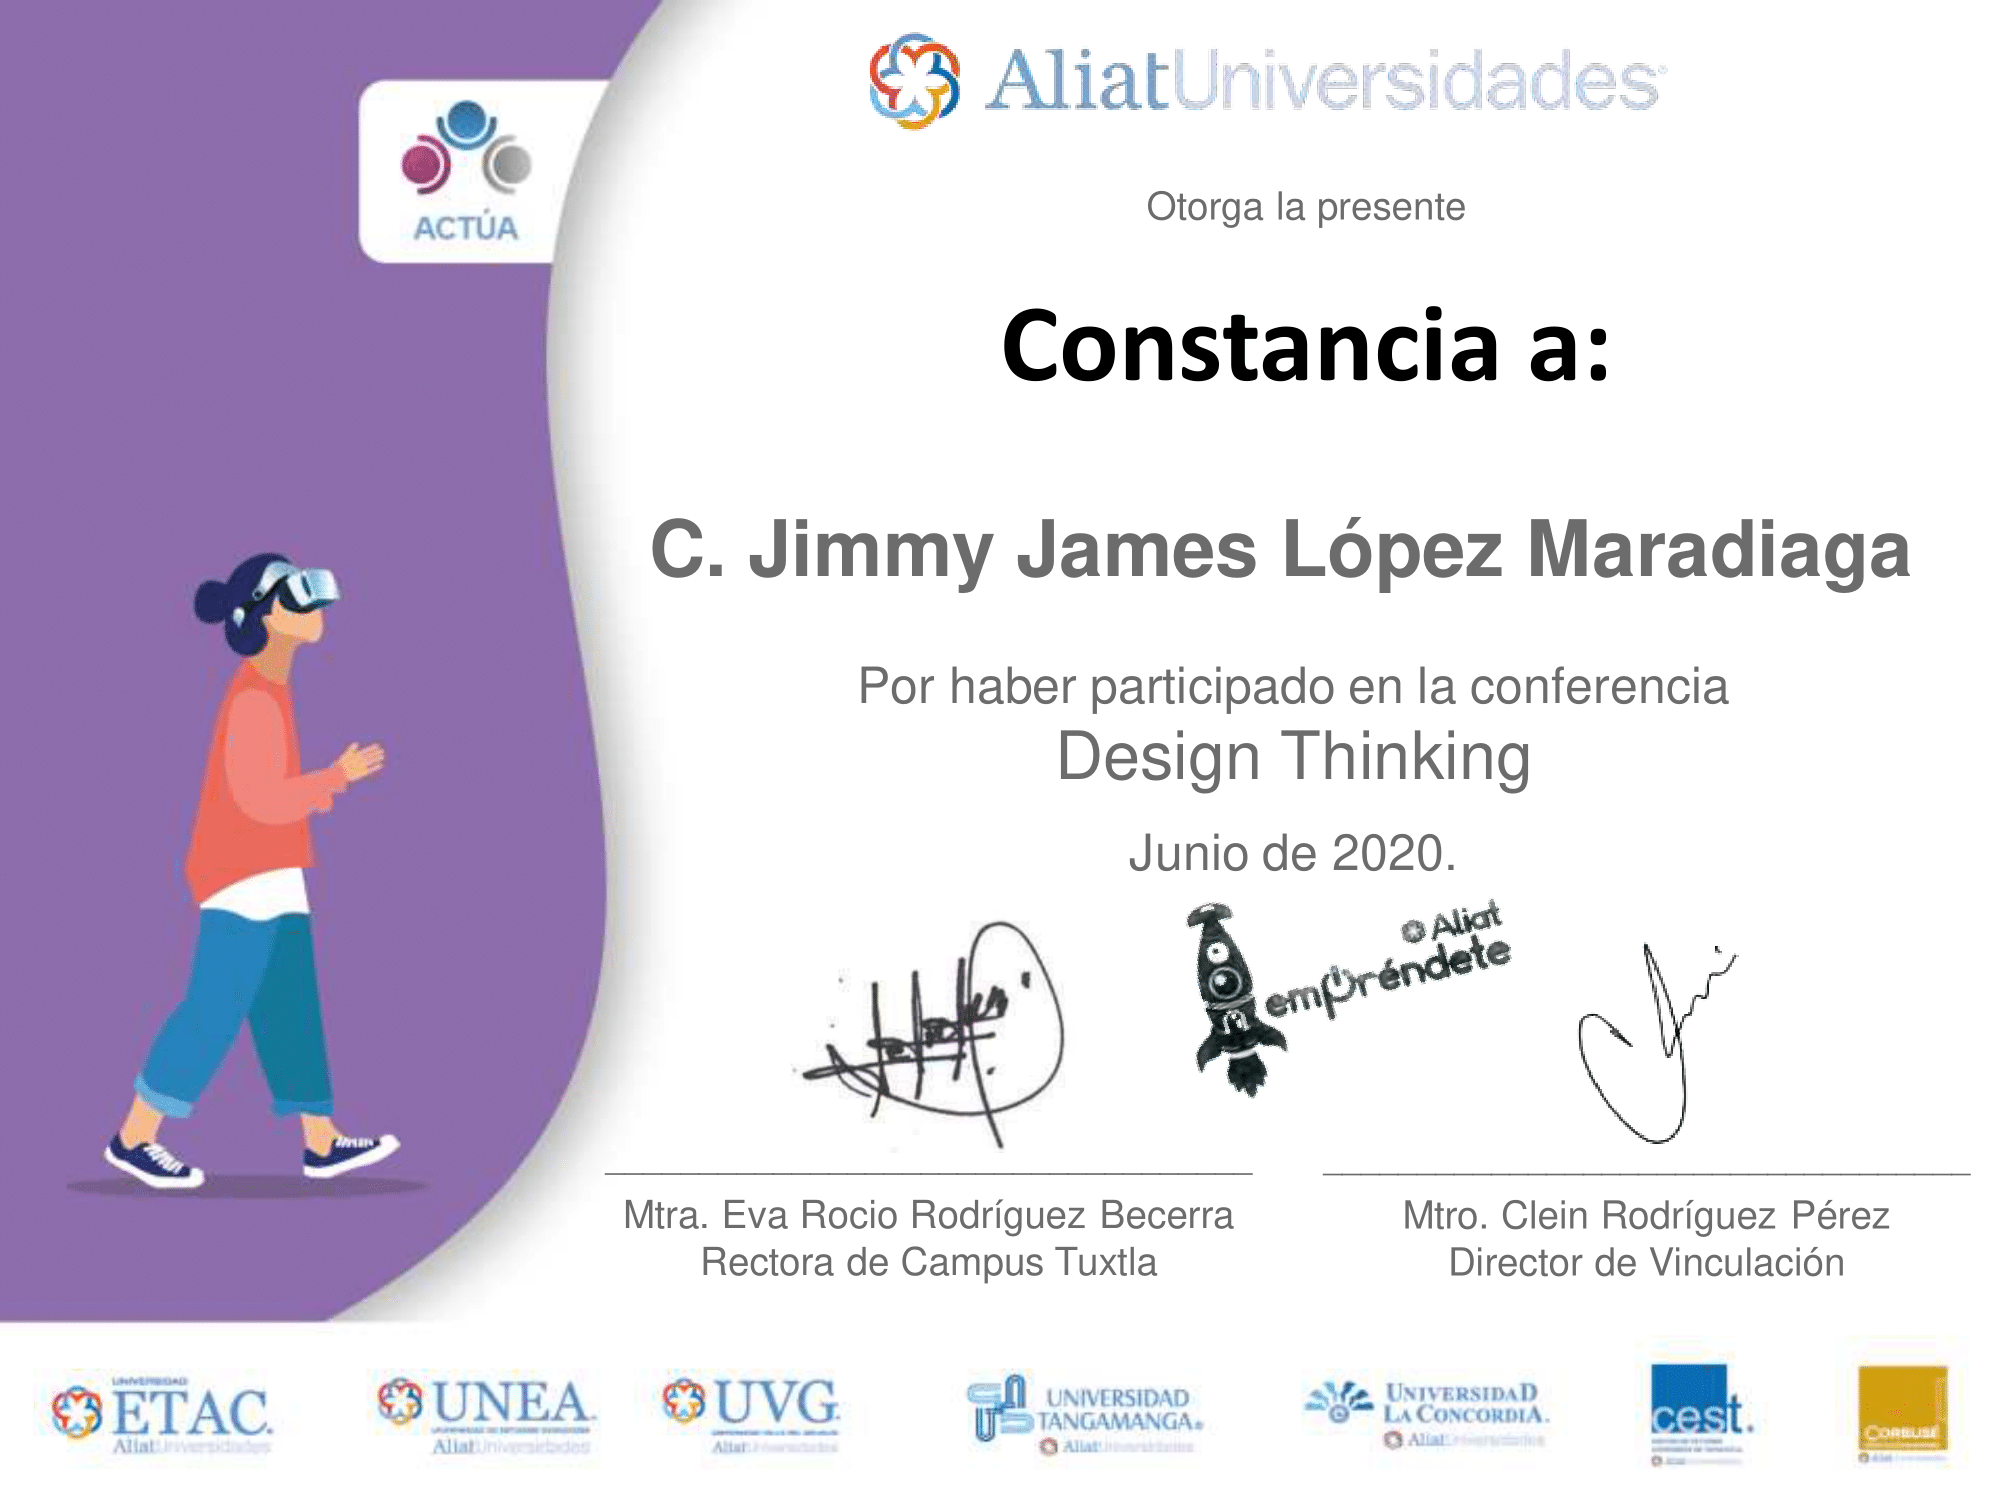 AliatUniversidades
ACTÚA
Otorga la presente
Constancia a:
C. Jimmy James López Maradiaga
Por haber participado en la conferencia
Design Thinking
Junio de 2020.
Aliat
empréndete
Mtra. Eva Rocio Rodríguez Becerra
Rectora de Campus Tuxtla
Mtro. Clein Rodríguez Pérez
Director de Vinculación
UNIVERSIDAD
ETAC
AliatUniversidades
UNEA
AliatUniversidades
UVG
AliatUniversidades
UNIVERSIDAD
TANGAMANGA
AliatUniversidades
UNIVERSIDAD
LA CONCORDIA
AliatUniversidades
cest.
Aliat
CORBUSE
Aliat